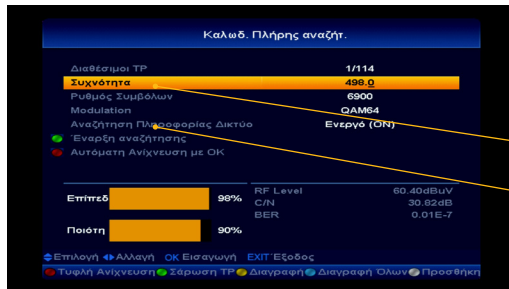 Καλωδ. Πλήρης αναζήτ.
Διαθέσιμοι TP 1/114
Συχνότητα 498.0
Ρυθμός Συμβόλων 6900
Modulation QAM64
Αναζήτηση Πληροφορίας Δικτύο Ενεργό (ON)
Έναρξη αναζήτησης
Αυτόματη Ανίχνευση με OK
Επίπεδ 98% RF Level 60.40dBuV
C/N 30.82dB
Ποιότη 90% BER 0.01E-7
Επιλογή Αλλαγή OK Εισαγωγή EXIT Έξοδος
Τυφλή Ανίχνευση Σάρωση TP Διαγραφή Διαγραφή Όλων Προσθήκη